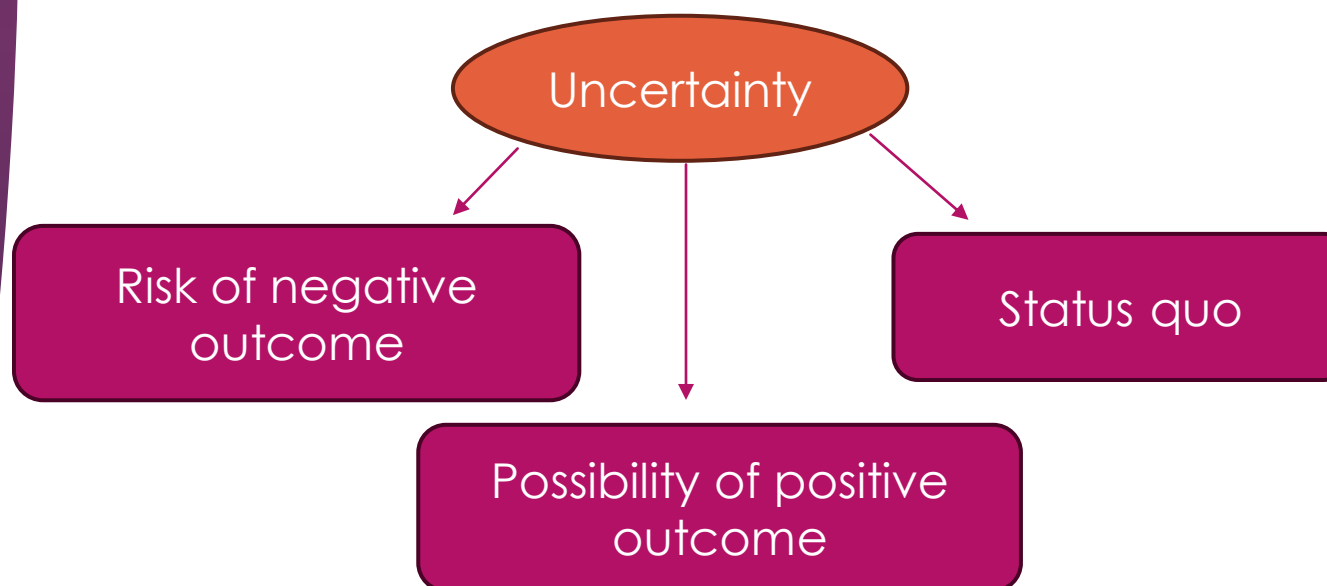 Uncertainty
Risk of negative
outcome
Status quo
Possibility of positive
outcome